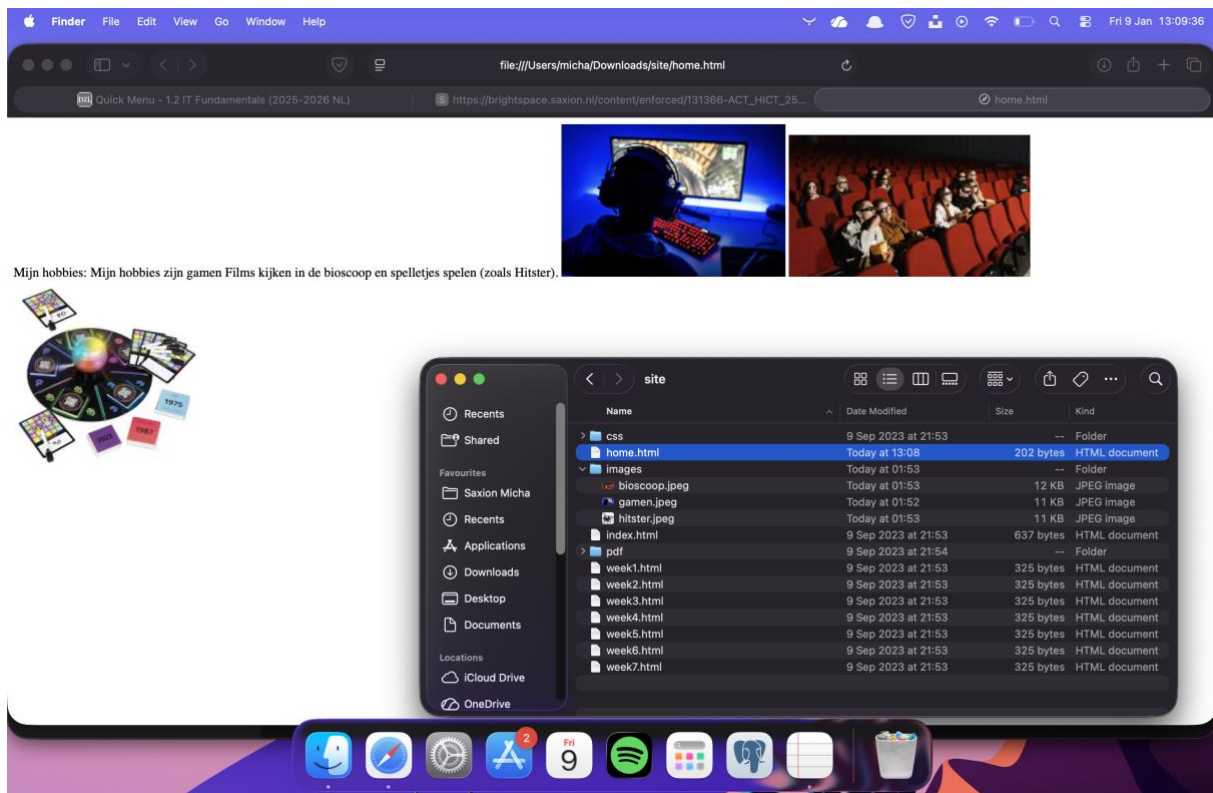 Finder File Edit View Go Window Help Fri 9 Jan 13:09:36
file:///Users/micha/Downloads/site/home.html
Quick Menu - 1.2 IT Fundamentals (2025-2026 NL) S https://brightspace.saxion.nl/content/enforced/131366-ACT_HICT_25... home.html
Mijn hobbies: Mijn hobbies zijn gamen Films kijken in de bioscoop en spelletjes spelen (zoals Hitster).
1975
1987
site
Recents
Shared
Favourites
Saxion Micha
Recents
Applications
Downloads
Desktop
Documents
Locations
iCloud Drive
OneDrive
Name Date Modified Size Kind
css 9 Sep 2023 at 21:53 -- Folder
home.html Today at 13:08 202 bytes HTML document
images Today at 01:53 -- Folder
bioscoop.jpeg Today at 01:53 12 KB JPEG image
gamen.jpeg Today at 01:52 11 KB JPEG image
hitster.jpeg Today at 01:53 11 KB JPEG image
index.html 9 Sep 2023 at 21:53 637 bytes HTML document
pdf 9 Sep 2023 at 21:54 -- Folder
week1.html 9 Sep 2023 at 21:53 325 bytes HTML document
week2.html 9 Sep 2023 at 21:53 325 bytes HTML document
week3.html 9 Sep 2023 at 21:53 325 bytes HTML document
week4.html 9 Sep 2023 at 21:53 325 bytes HTML document
week5.html 9 Sep 2023 at 21:53 325 bytes HTML document
week6.html 9 Sep 2023 at 21:53 325 bytes HTML document
week7.html 9 Sep 2023 at 21:53 325 bytes HTML document
2
Fri
9